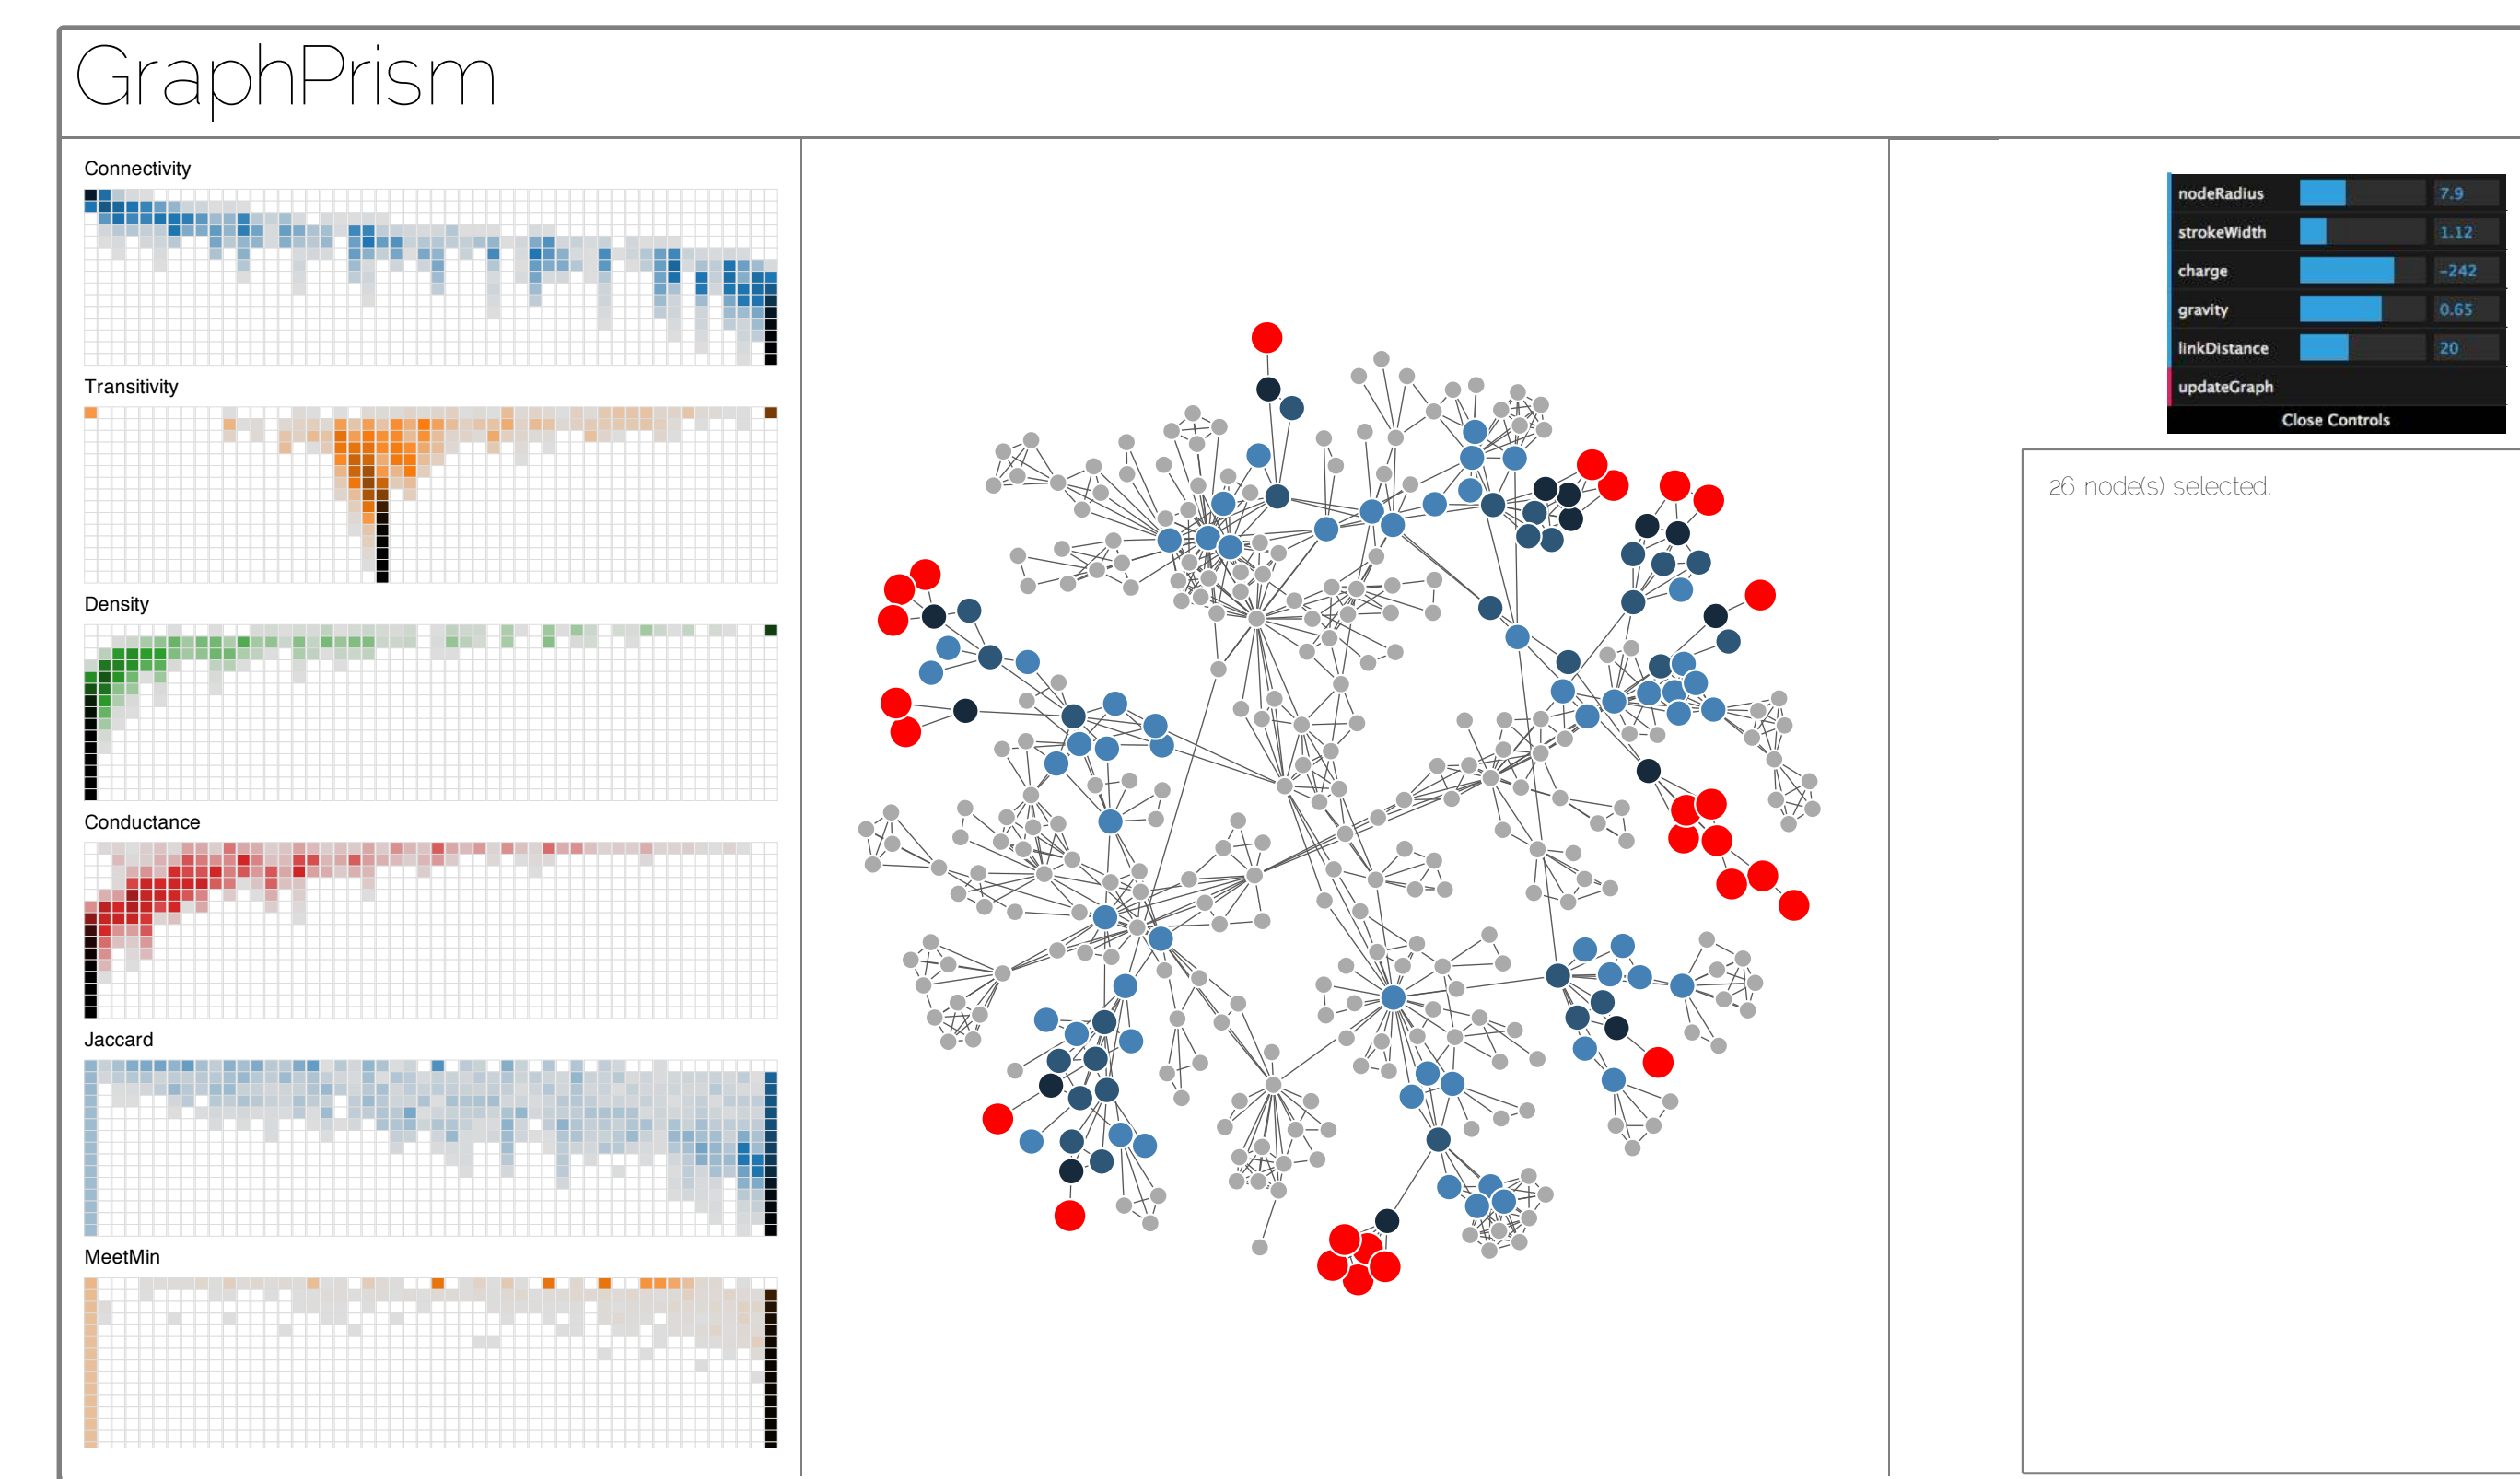 GraphPrism
Connectivity
Transitivity
Density
Conductance
Jaccard
MeetMin
nodeRadius 7.9
strokeWidth 1.12
charge -242
gravity 0.65
linkDistance 20
updateGraph
Close Controls
26 node(s) selected.